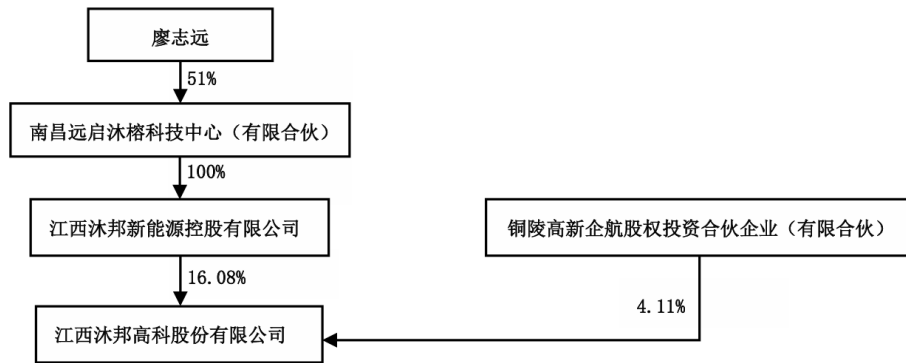 廖志远
51%
南昌远启沐榕科技中心（有限合伙）
100%
江西沐邦新能源控股有限公司
铜陵高新企航股权投资合伙企业（有限合伙）
16.08%
4.11%
江西沐邦高科股份有限公司